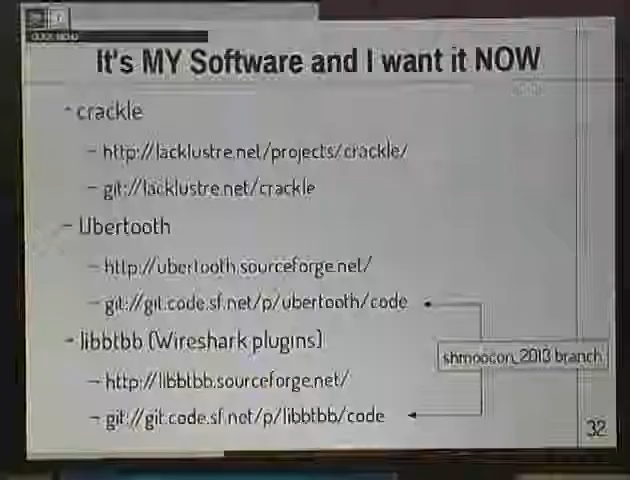 It's MY Software and I want it NOW
- crackle
– http://lacklustre.net/projects/crackle/
– git://lacklustre.net/crackle
- Ubertooth
– http://ubertooth.sourceforge.net/
– git://git.code.sf.net/p/ubertooth/code
- libbtbb (Wireshark plugins)
shmoocon_2013 branch
– http://libbtbb.sourceforge.net/
– git://git.code.sf.net/p/libbtbb/code
32